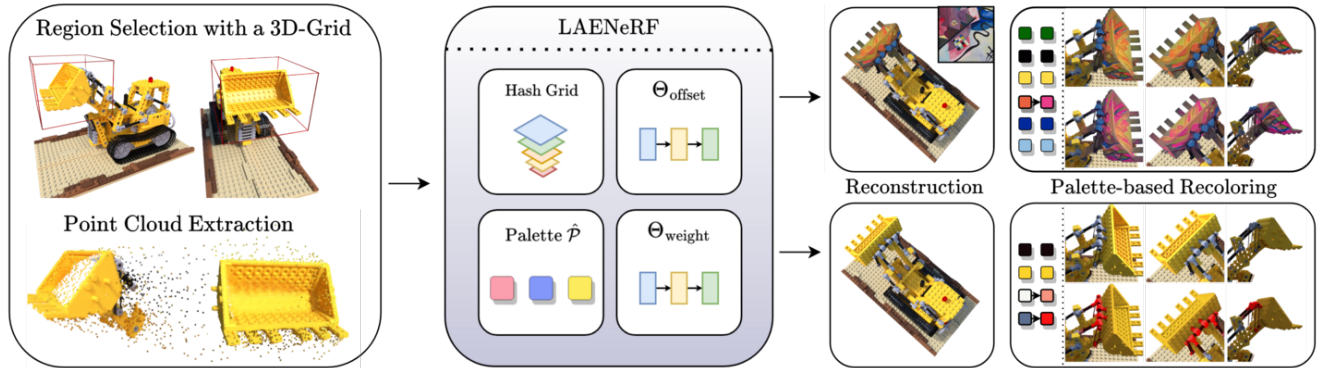 Region Selection with a 3D-Grid
Point Cloud Extraction
LAENeRF
Hash Grid
Θoffset
Palette 𝒫̂
Θweight
Reconstruction
Palette-based Recoloring